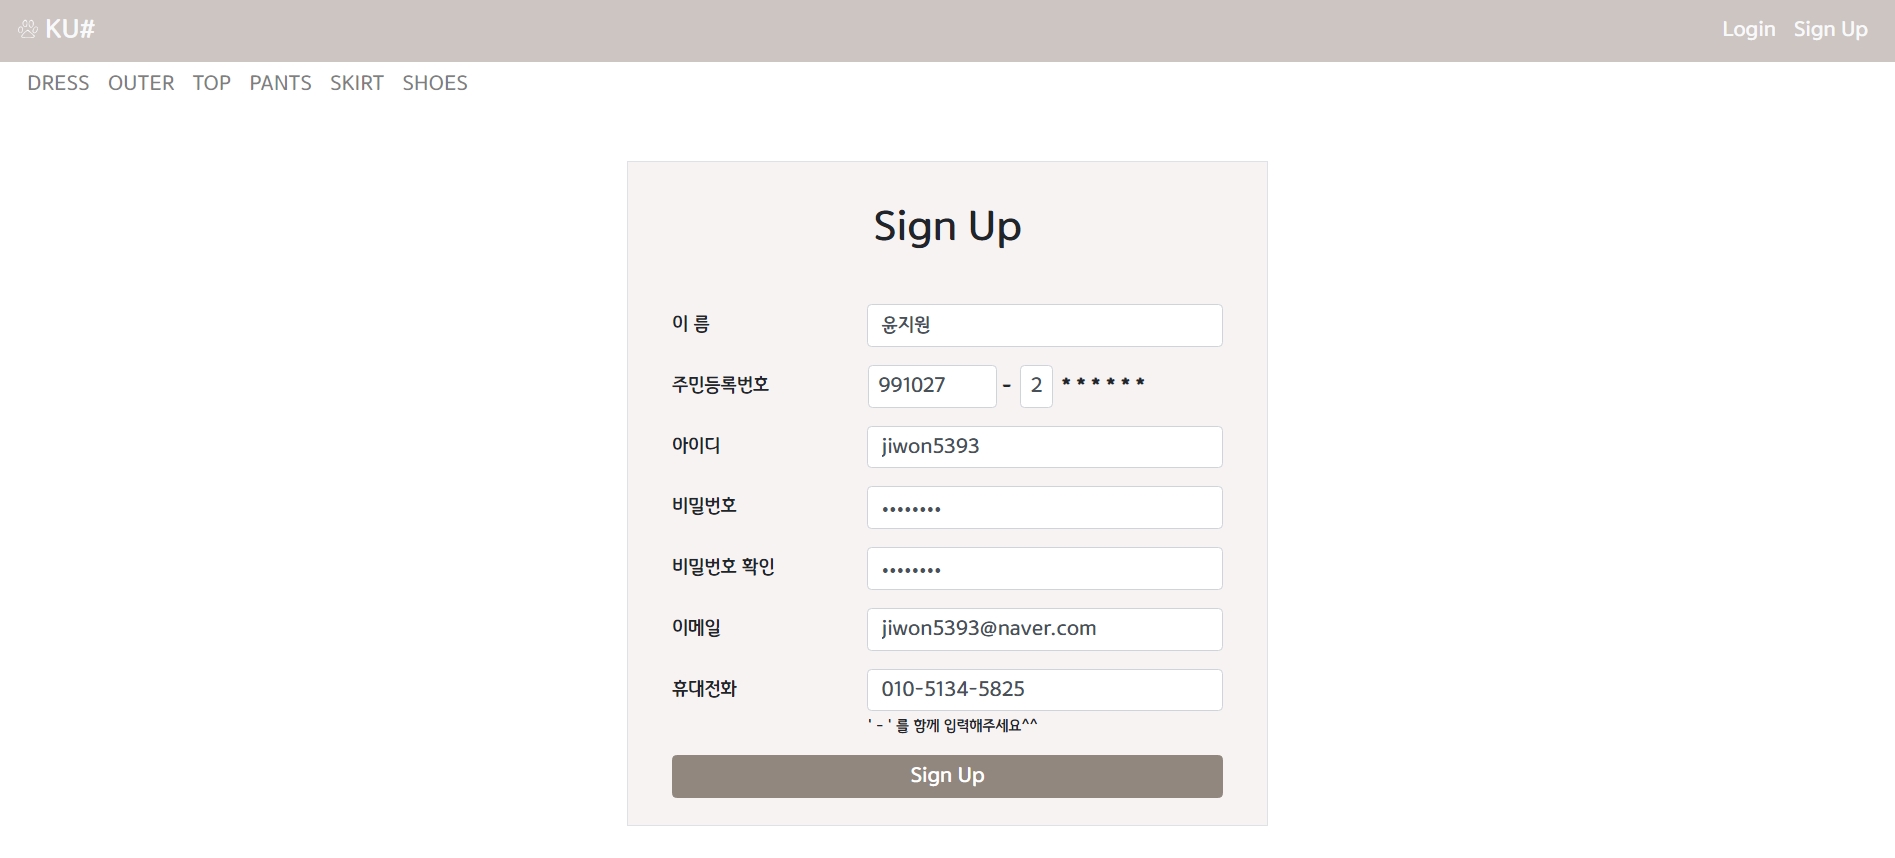 KU#
Login Sign Up
DRESS OUTER TOP PANTS SKIRT SHOES
Sign Up
이 름 윤지원
주민등록번호 991027 - 2 * * * * * *
아이디 jiwon5393
비밀번호 ••••••••
비밀번호 확인 ••••••••
이메일 jiwon5393@naver.com
휴대전화 010-5134-5825
' - ' 를 함께 입력해주세요^^
Sign Up